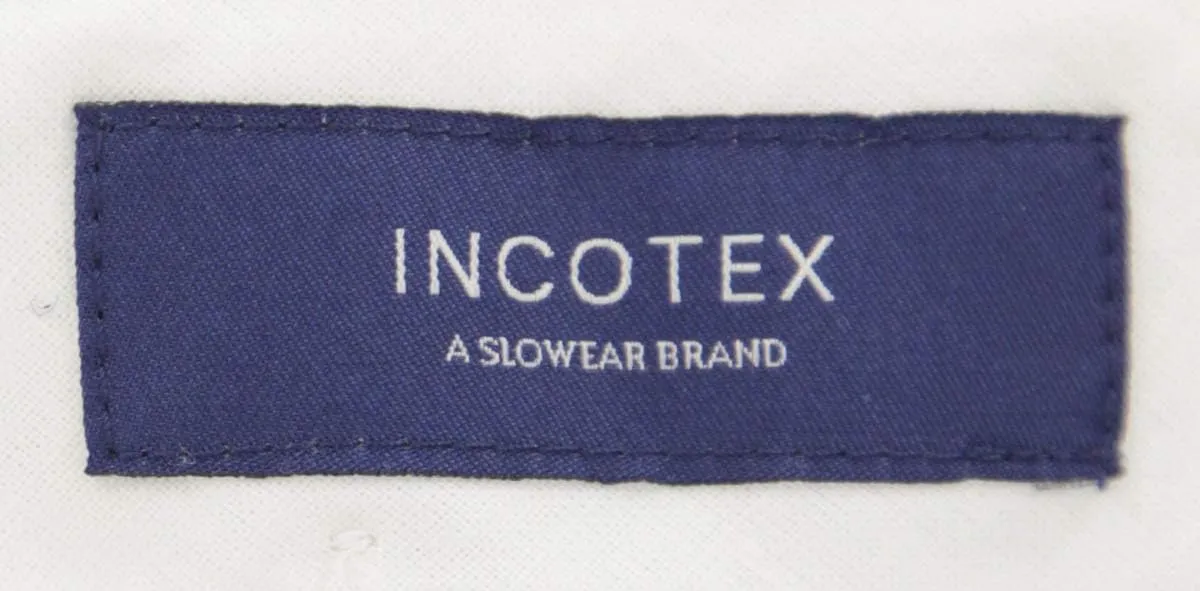 INCOTEX
A SLOWEAR BRAND